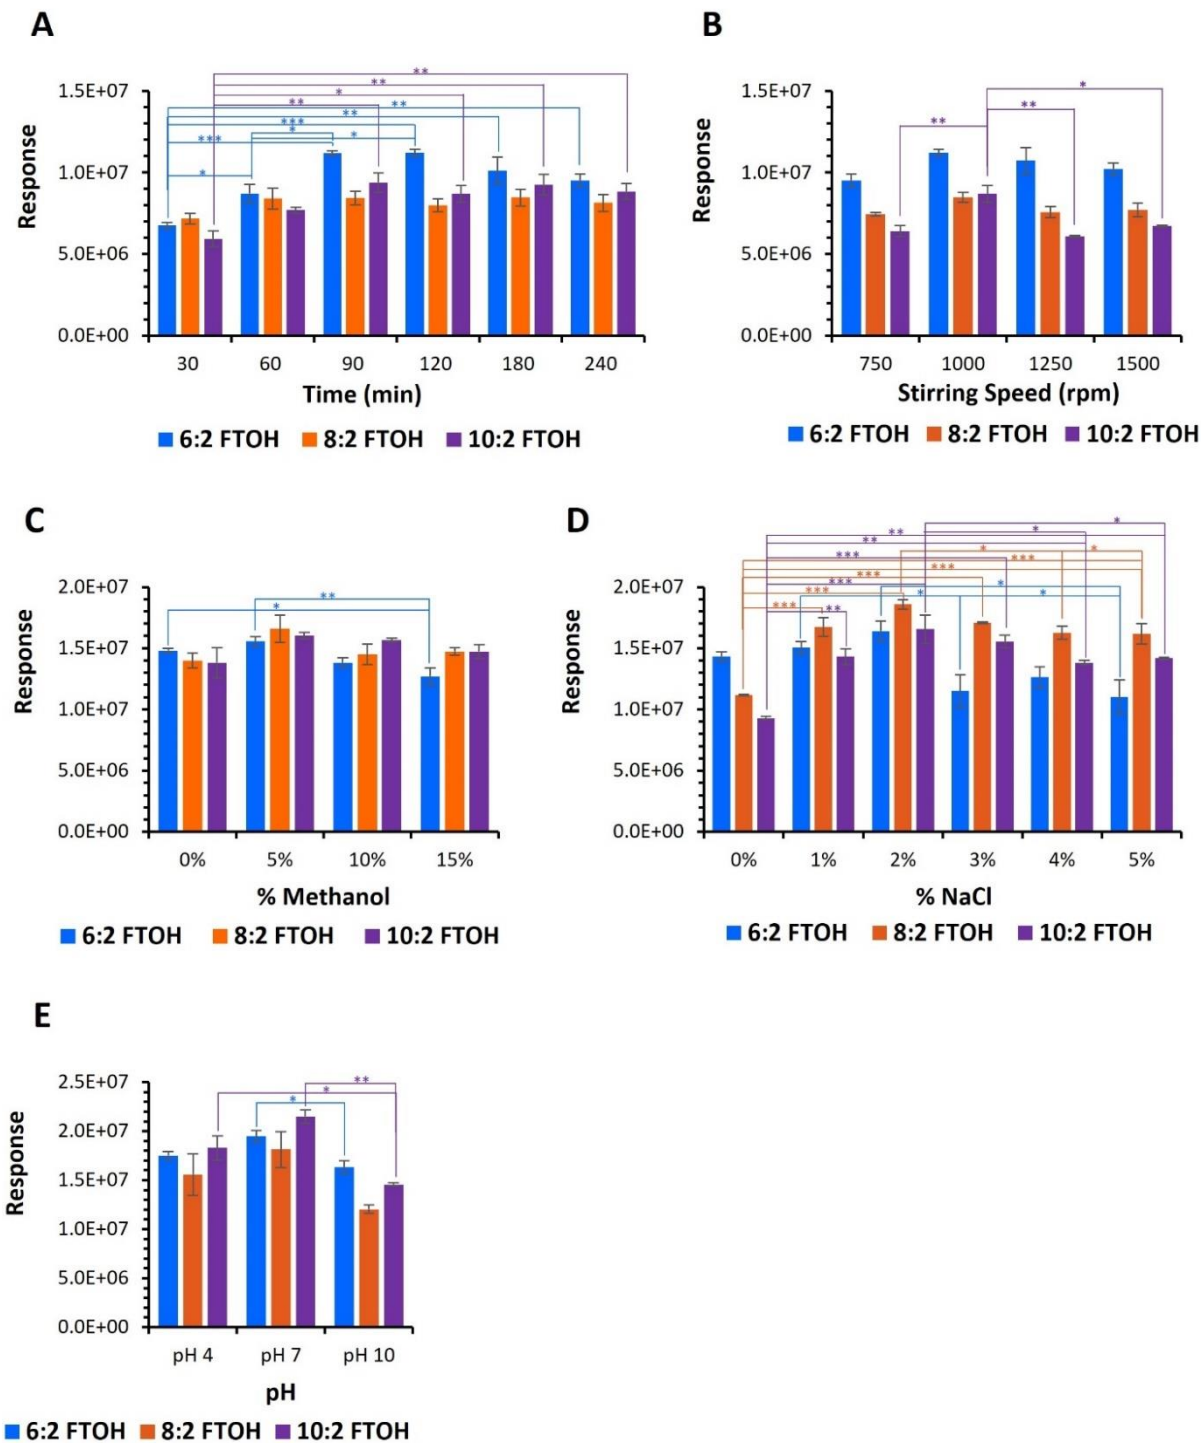 A
B
**
**
*
**
**
**
***
*
***
*
*
1.5E+07
1.0E+07
5.0E+06
0.0E+00
Response
30 60 90 120 180 240
Time (min)
6:2 FTOH 8:2 FTOH 10:2 FTOH
*
**
**
1.5E+07
1.0E+07
5.0E+06
0.0E+00
Response
750 1000 1250 1500
Stirring Speed (rpm)
6:2 FTOH 8:2 FTOH 10:2 FTOH
C
D
**
*
2.0E+07
1.5E+07
1.0E+07
5.0E+06
0.0E+00
Response
0% 5% 10% 15%
% Methanol
6:2 FTOH 8:2 FTOH 10:2 FTOH
*
** *
**
* *
*** ***
***
***
*** *
***
* *
*** **
2.0E+07
1.5E+07
1.0E+07
5.0E+06
0.0E+00
Response
0% 1% 2% 3% 4% 5%
% NaCl
6:2 FTOH 8:2 FTOH 10:2 FTOH
E
**
*
*
2.5E+07
2.0E+07
1.5E+07
1.0E+07
5.0E+06
0.0E+00
Response
pH 4 pH 7 pH 10
pH
6:2 FTOH 8:2 FTOH 10:2 FTOH